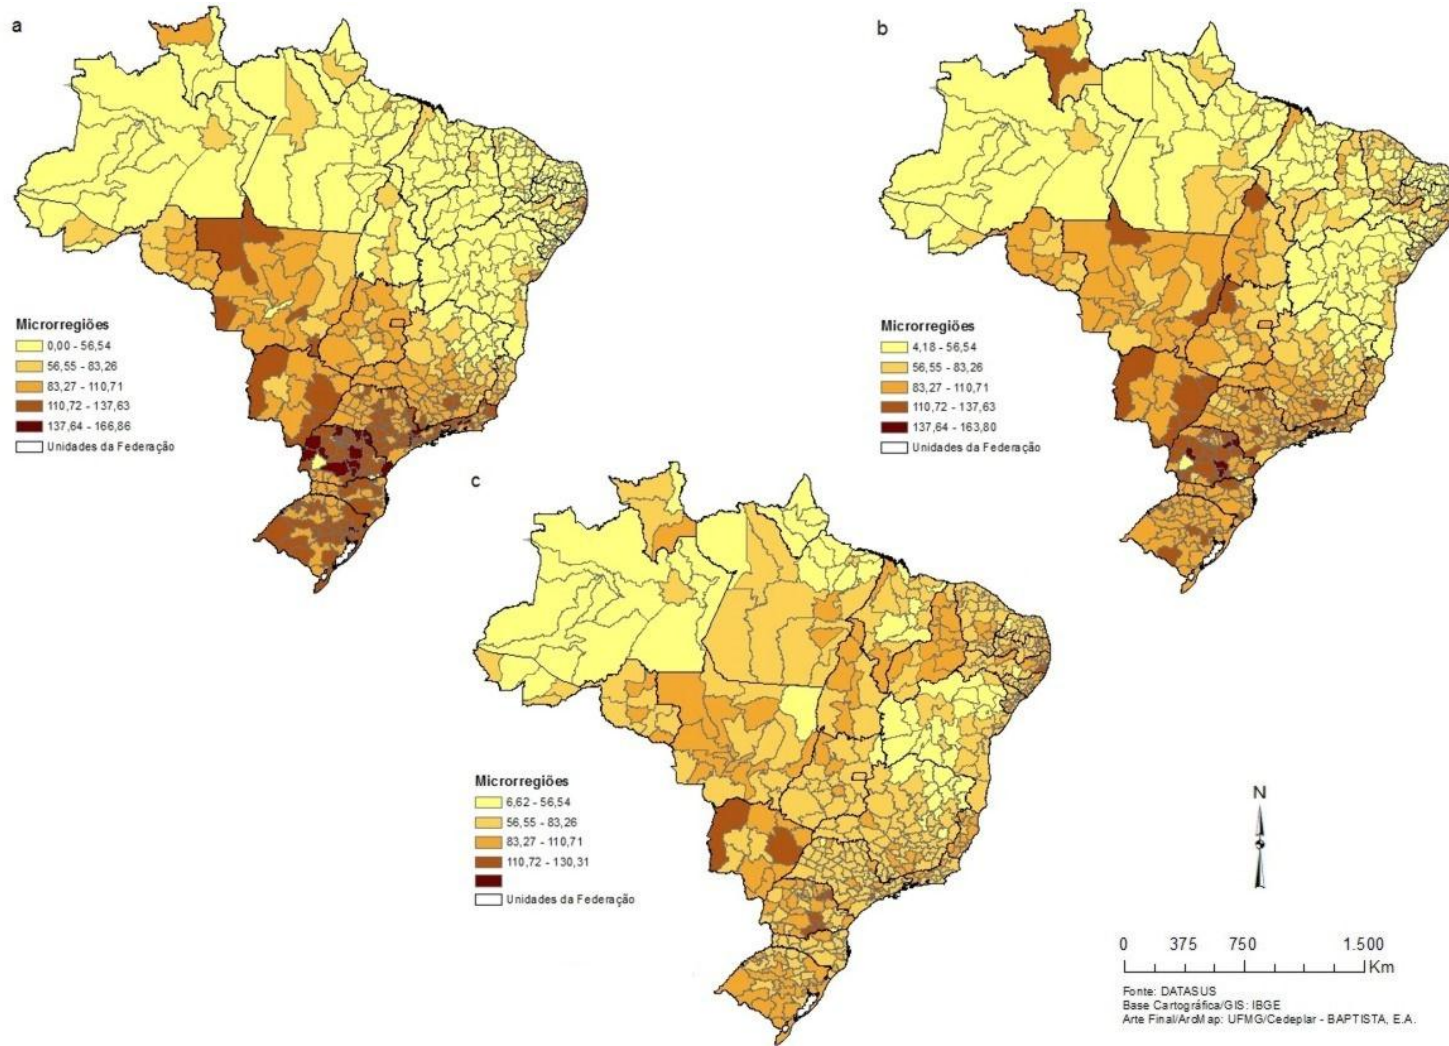 a
b
Microrregiões
0,00 - 56,54
56,55 - 83,26
83,27 - 110,71
110,72 - 137,63
137,64 - 166,86
Unidades da Federação
Microrregiões
4,18 - 56,54
56,55 - 83,26
83,27 - 110,71
110,72 - 137,63
137,64 - 163,80
Unidades da Federação
c
Microrregiões
6,62 - 56,54
56,55 - 83,26
83,27 - 110,71
110,72 - 130,31
Unidades da Federação
N
0 375 750 1.500
Km
Fonte: DATASUS
Base Cartográfica/GIS: IBGE
Arte Final/ArcMap: UFMG/Cedeplar - BAPTISTA, E.A.